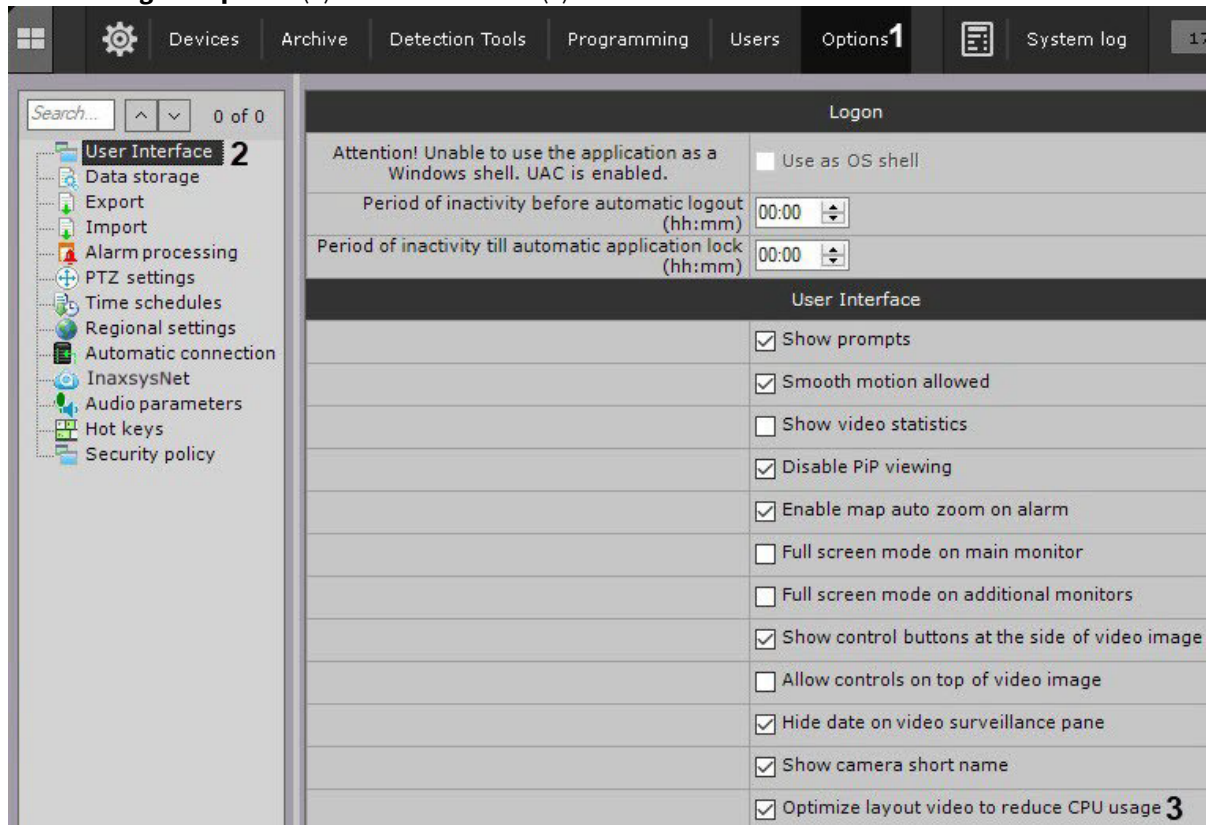 Devices Archive Detection Tools Programming Users Options 1 System log 17
Search... 0 of 0
User Interface 2
Data storage
Export
Import
Alarm processing
PTZ settings
Time schedules
Regional settings
Automatic connection
InaxsysNet
Audio parameters
Hot keys
Security policy
Logon
Attention! Unable to use the application as a
Windows shell. UAC is enabled.
Use as OS shell
Period of inactivity before automatic logout
(hh:mm)
00:00
Period of inactivity till automatic application lock
(hh:mm)
00:00
User Interface
Show prompts
Smooth motion allowed
Show video statistics
Disable PiP viewing
Enable map auto zoom on alarm
Full screen mode on main monitor
Full screen mode on additional monitors
Show control buttons at the side of video image
Allow controls on top of video image
Hide date on video surveillance pane
Show camera short name
Optimize layout video to reduce CPU usage 3